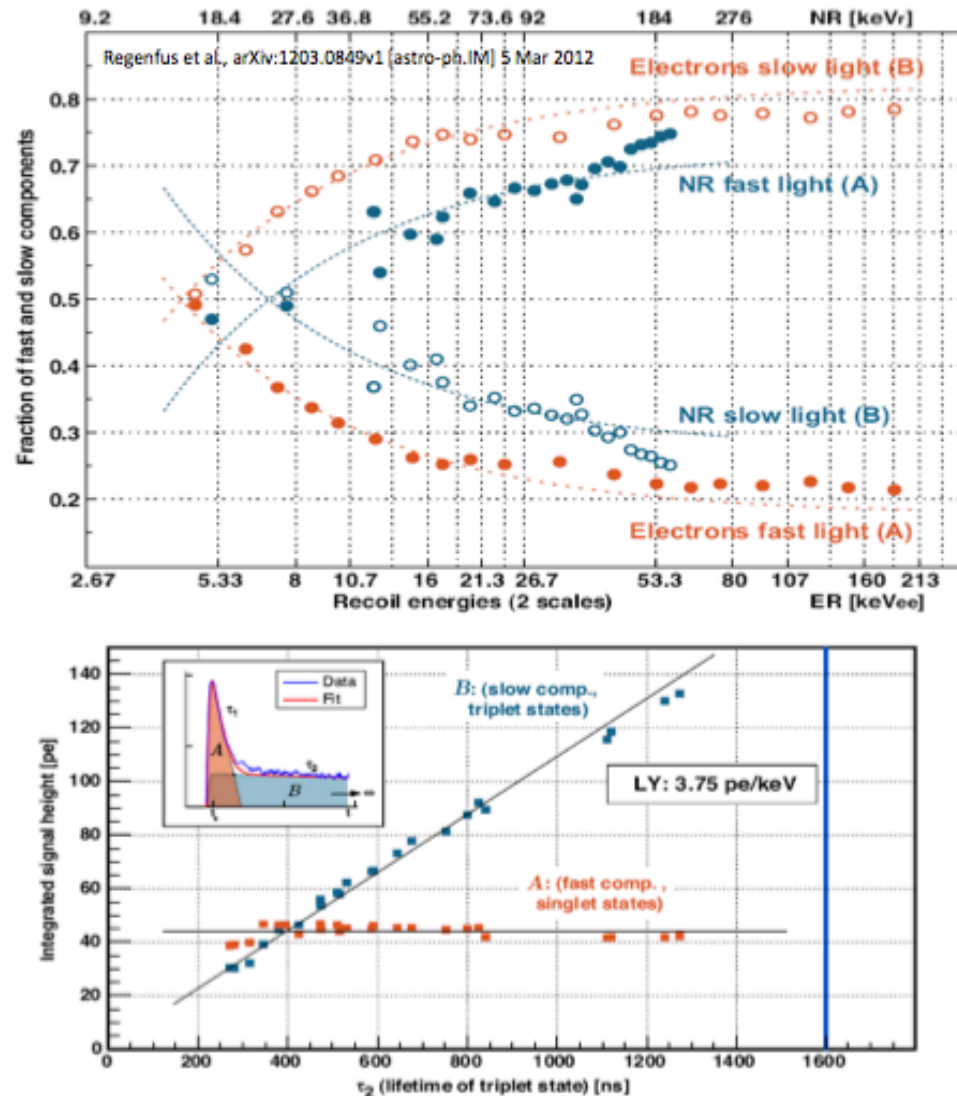 9.2 18.4 27.6 36.8 55.2 73.6 92 184 276 NR [keVr]
Regenfus et al., arXiv:1203.0849v1 [astro-ph.IM] 5 Mar 2012
Electrons slow light (B)
NR fast light (A)
NR slow light (B)
Electrons fast light (A)
Fraction of fast and slow components
0.8
0.7
0.6
0.5
0.4
0.3
0.2
2.67 5.33 8 10.7 16 21.3 26.7 53.3 80 107 160 213
Recoil energies (2 scales) ER [keVee]
Integrated signal height [pe]
140
120
100
80
60
40
20
0
Data
Fit
τ1
A
τ2
B
∞
t
B: (slow comp.,
triplet states)
LY: 3.75 pe/keV
A: (fast comp.,
singlet states)
0 200 400 600 800 1000 1200 1400 1600
τ2 (lifetime of triplet state) [ns]